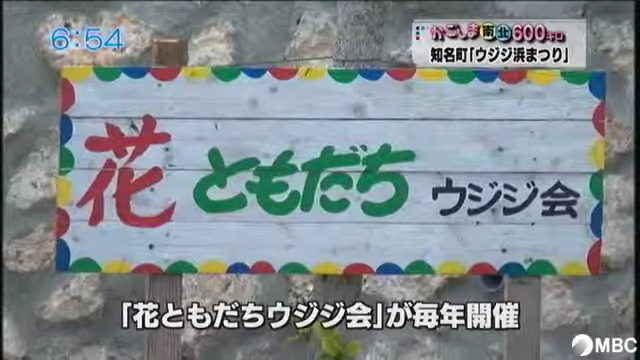 6:54
かごしま南北600キロ
知名町「ウジジ浜まつり」
花 ともだち ウジジ会
「花ともだちウジジ会」が毎年開催
MBC
MBC